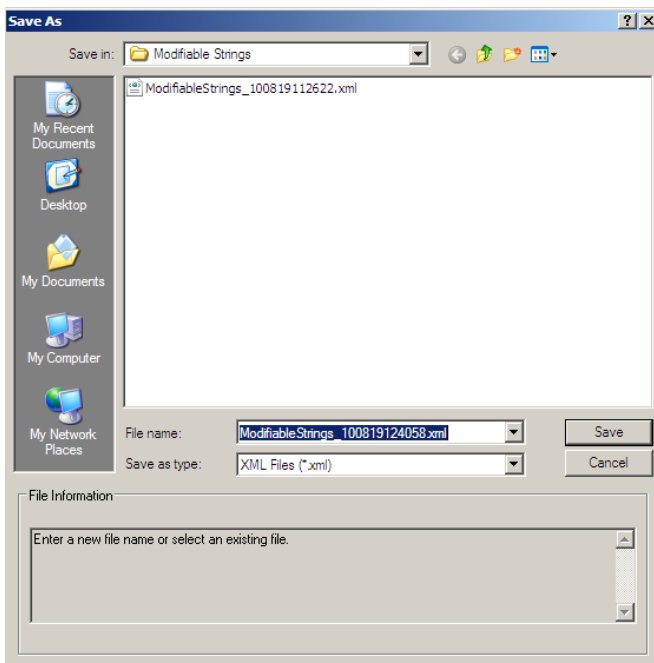 Save As
Save in: Modifiable Strings
ModifiableStrings_100819112622.xml
My Recent
Documents
Desktop
My Documents
My Computer
My Network
Places
File name: ModifiableStrings_100819124058.xml Save
Save as type: XML Files (*.xml) Cancel
File Information
Enter a new file name or select an existing file.